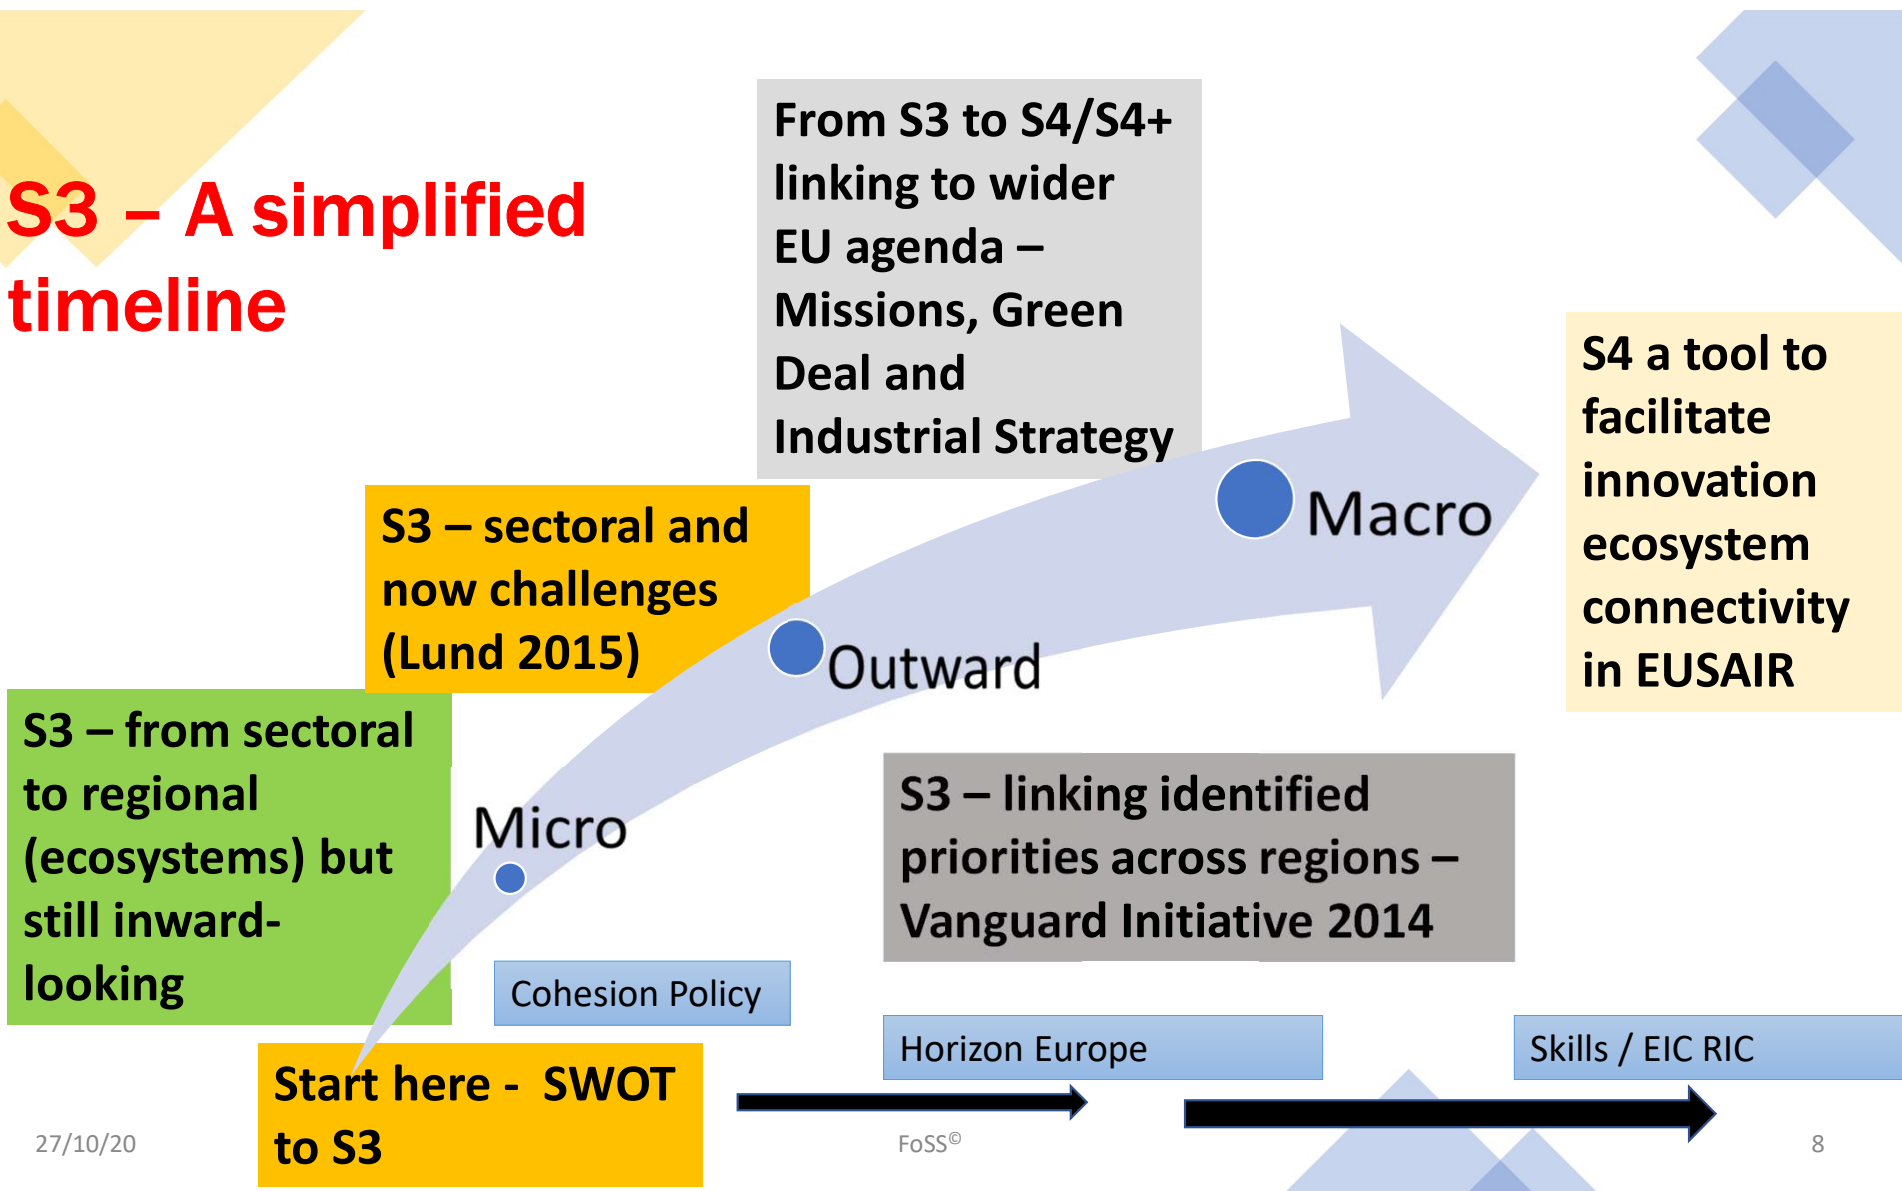 S3 – A simplified
timeline
From S3 to S4/S4+
linking to wider
EU agenda –
Missions, Green
Deal and
Industrial Strategy
S4 a tool to
facilitate
innovation
ecosystem
connectivity
in EUSAIR
S3 – sectoral and
now challenges
(Lund 2015)
Macro
Outward
S3 – from sectoral
to regional
(ecosystems) but
still inward-
looking
Micro
S3 – linking identified
priorities across regions –
Vanguard Initiative 2014
Cohesion Policy
Horizon Europe
Skills / EIC RIC
Start here - SWOT
to S3
27/10/20
FoSS©
8